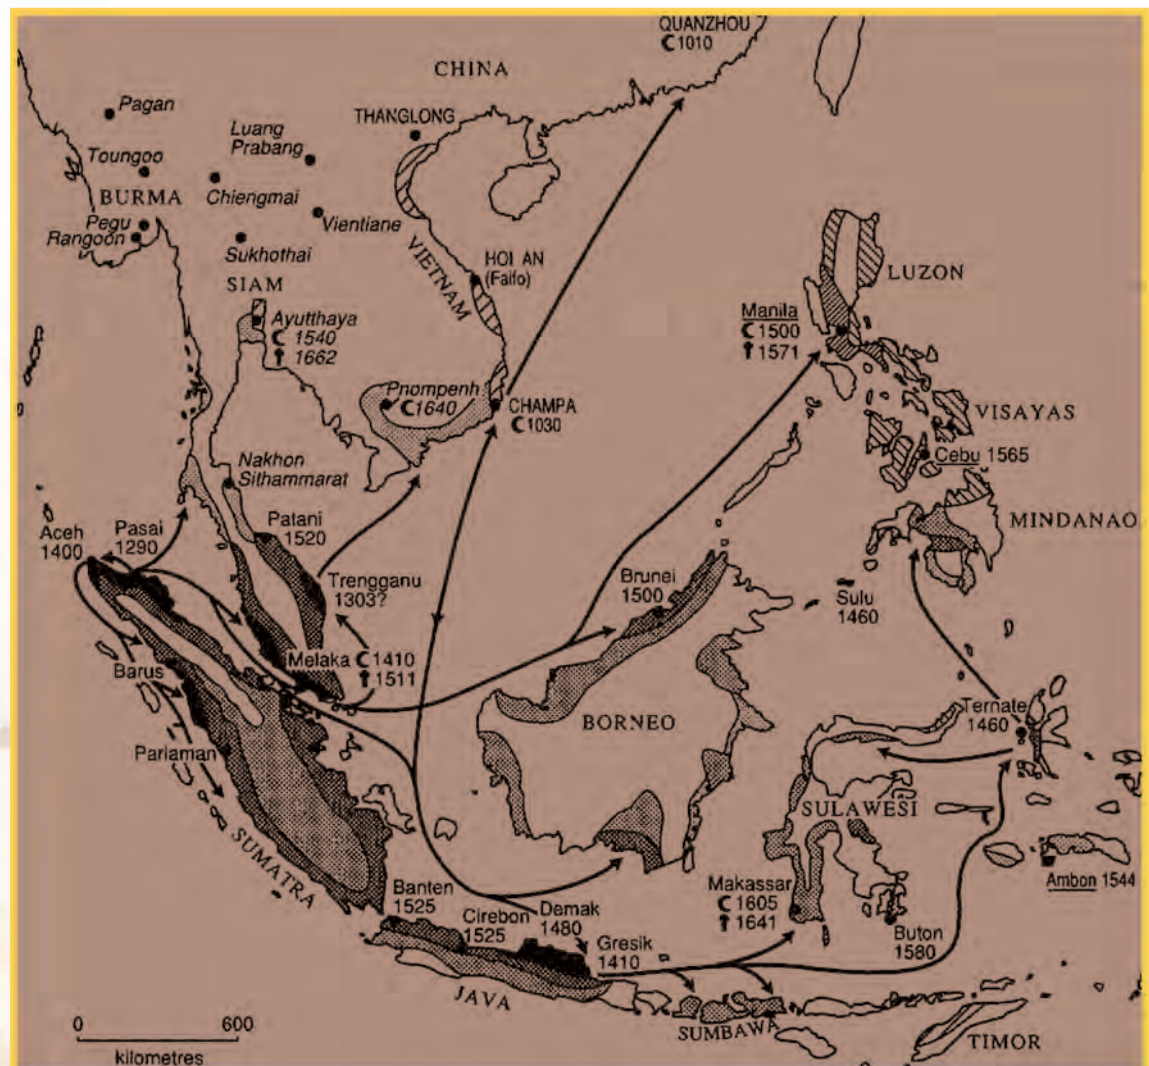 QUANZHOU
☾1010
CHINA
Pagan
THANGLONG
Luang
Prabang
Toungoo
BURMA
Chiengmai
Pegu
Rangoon
Vientiane
Sukhothai
VIETNAM
HOI AN
(Faifo)
SIAM
LUZON
Ayutthaya
☾ 1540
✝ 1662
Manila
☾1500
✝1571
Pnompenh
☾1640
CHAMPA
☾1030
VISAYAS
Cebu 1565
Nakhon
Sithammarat
MINDANAO
Aceh
1400
Pasai
1290
Patani
1520
Trengganu
1303?
Brunei
1500
Sulu
1460
Melaka ☾1410
✝1511
Barus
BORNEO
Ternate
1460
Pariaman
SULAWESI
SUMATRA
Ambon 1544
Banten
1525
Cirebon
1525
Demak
1480
Makassar
☾ 1605
✝ 1641
Gresik
1410
Buton
1580
JAVA
SUMBAWA
TIMOR
0 600
kilometres